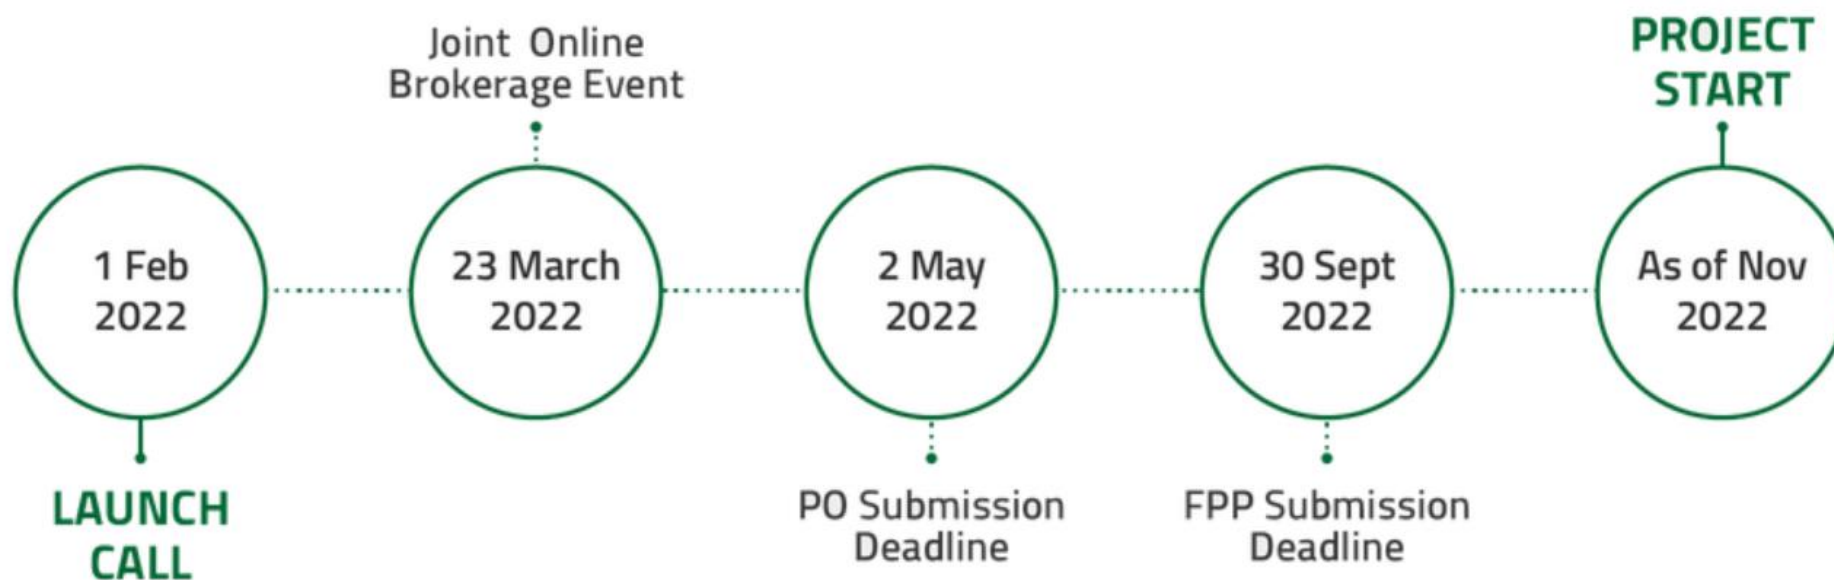 Joint Online
Brokerage Event
PROJECT
START
1 Feb
2022
23 March
2022
2 May
2022
30 Sept
2022
As of Nov
2022
LAUNCH
CALL
PO Submission
Deadline
FPP Submission
Deadline